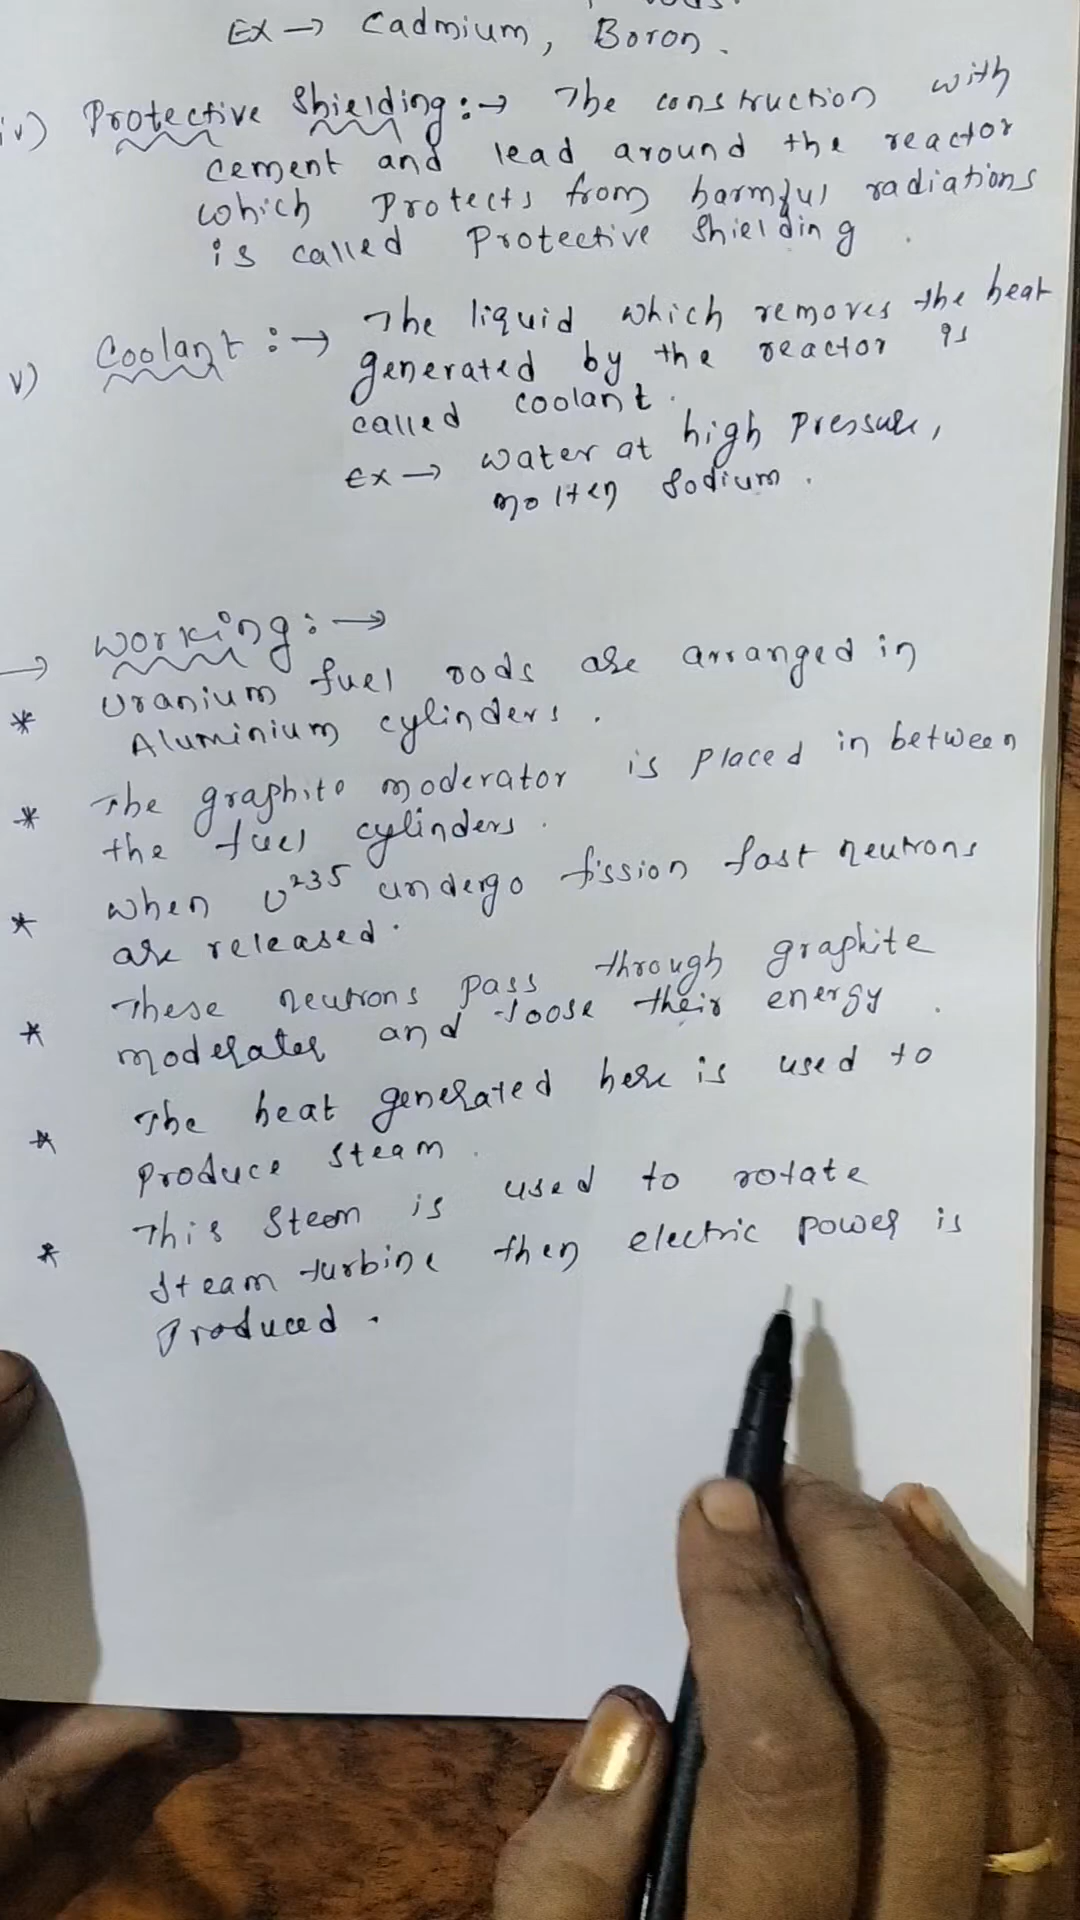 Ex → Cadmium, Boron.
iv) Protective Shielding :→ The construction with
cement and lead around the reactor
which protects from harmful radiations
is called Protective Shielding.
v) Coolant :→ The liquid which removes the heat
generated by the reactor is
called coolant.
Ex → water at high pressure,
molten Sodium.
→ Working :→
* Uranium fuel rods are arranged in
Aluminium cylinders.
* The graphite moderator is placed in between
the fuel cylinders.
* when U²³⁵ undergo fission fast neutrons
are released.
* These neutrons pass through graphite
moderater and loose their energy.
* The heat generated here is used to
produce steam.
* This Steem is used to rotate
steam turbine then electric power is
Produced.